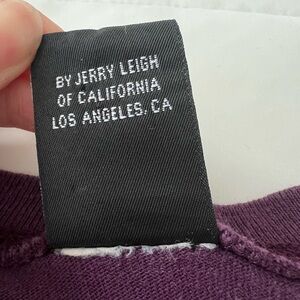 BY JERRY LEIGH
OF CALIFORNIA
LOS ANGELES, CA